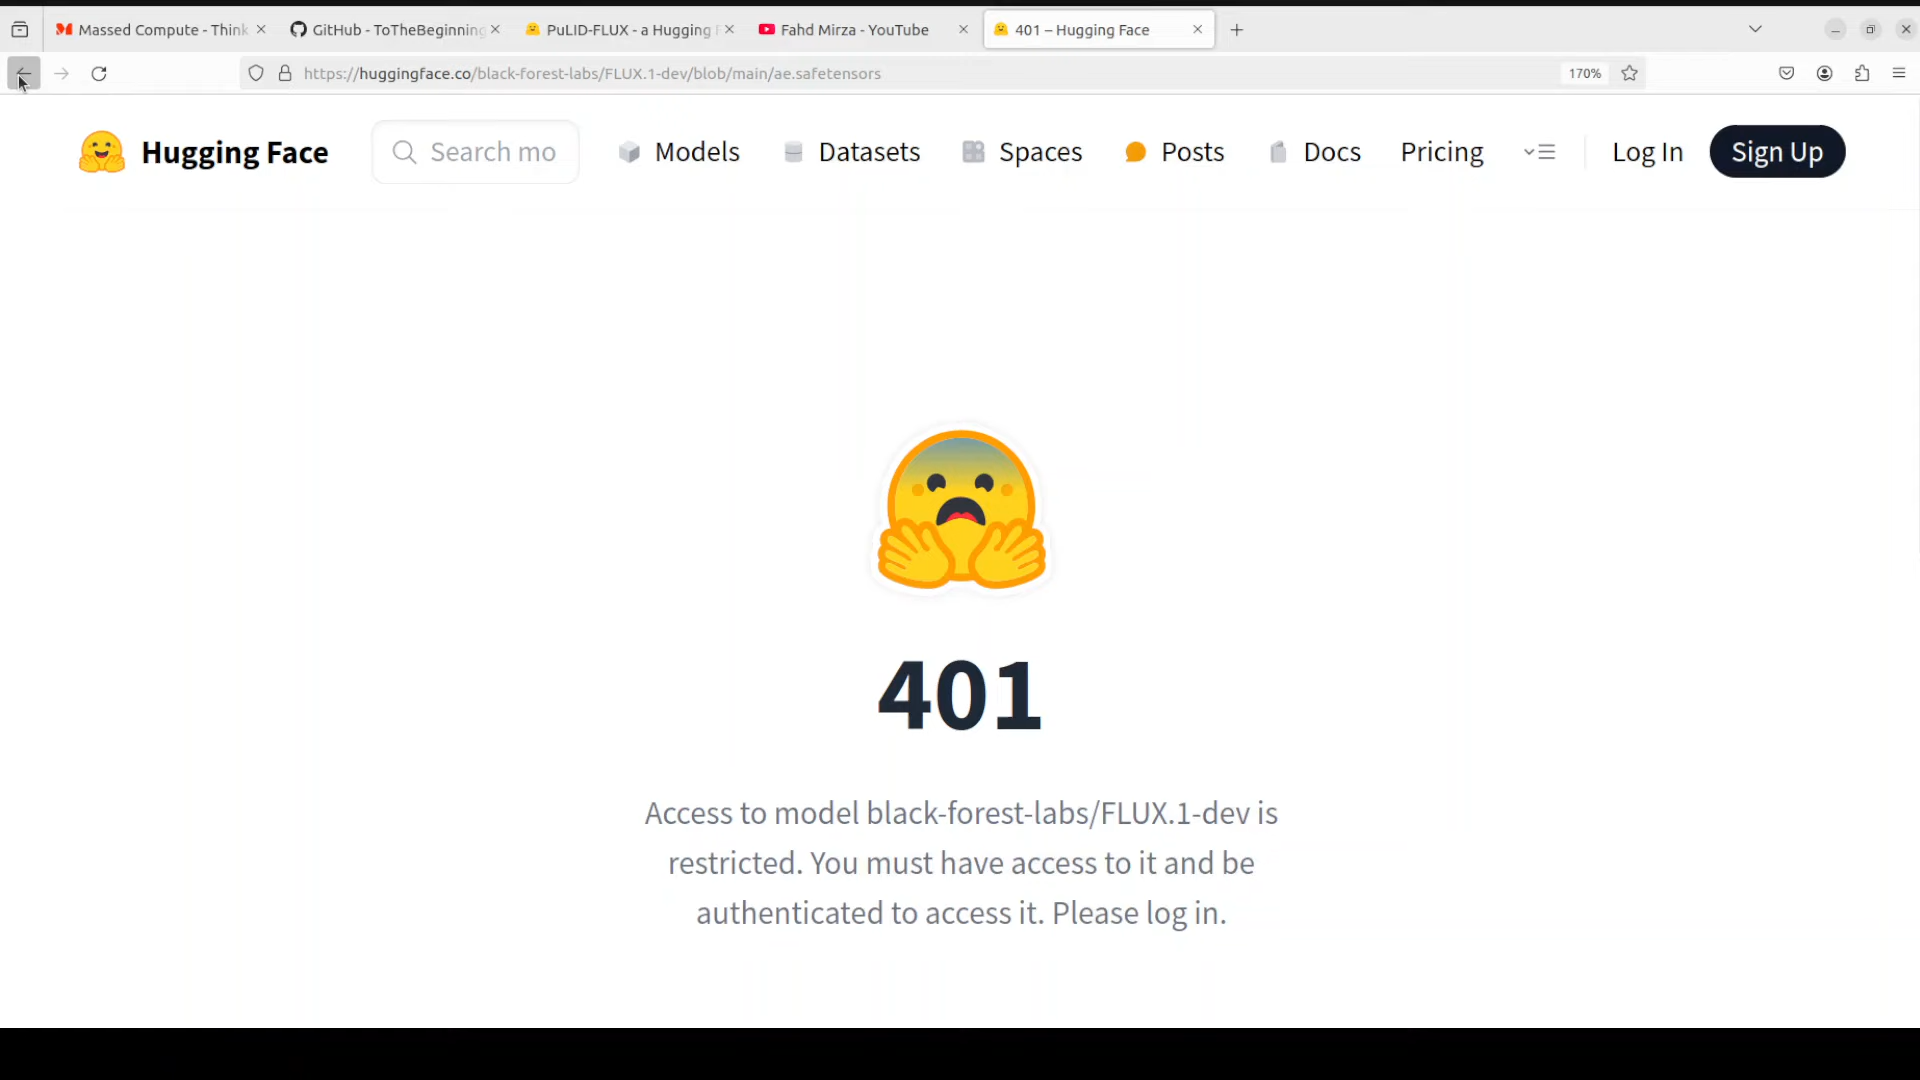 Massed Compute - Think
GitHub - ToTheBeginning
PuLID-FLUX - a Hugging
Fahd Mirza - YouTube
401 – Hugging Face
https://huggingface.co/black-forest-labs/FLUX.1-dev/blob/main/ae.safetensors
170%
Hugging Face
Search mo
Models
Datasets
Spaces
Posts
Docs
Pricing
Log In
Sign Up
401
Access to model black-forest-labs/FLUX.1-dev is
restricted. You must have access to it and be
authenticated to access it. Please log in.